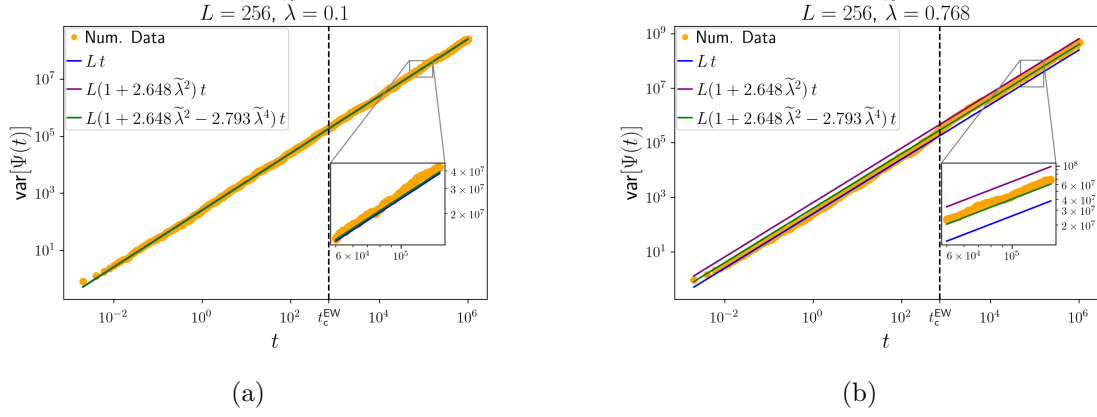 L = 256, λ̃ = 0.1
Num. Data
L t
L(1 + 2.648 λ̃²) t
L(1 + 2.648 λ̃² − 2.793 λ̃⁴) t
var[Ψ(t)]
10⁷
10⁵
10³
10¹
4 × 10⁷
3 × 10⁷
2 × 10⁷
6 × 10⁴
10⁵
10⁻²
10⁰
10²
t_c^EW
10⁴
10⁶
t
(a)
L = 256, λ̃ = 0.768
Num. Data
L t
L(1 + 2.648 λ̃²) t
L(1 + 2.648 λ̃² − 2.793 λ̃⁴) t
var[Ψ(t)]
10⁹
10⁷
10⁵
10³
10¹
10⁸
6 × 10⁷
4 × 10⁷
3 × 10⁷
2 × 10⁷
6 × 10⁴
10⁵
10⁻²
10⁰
10²
t_c^EW
10⁴
10⁶
t
(b)